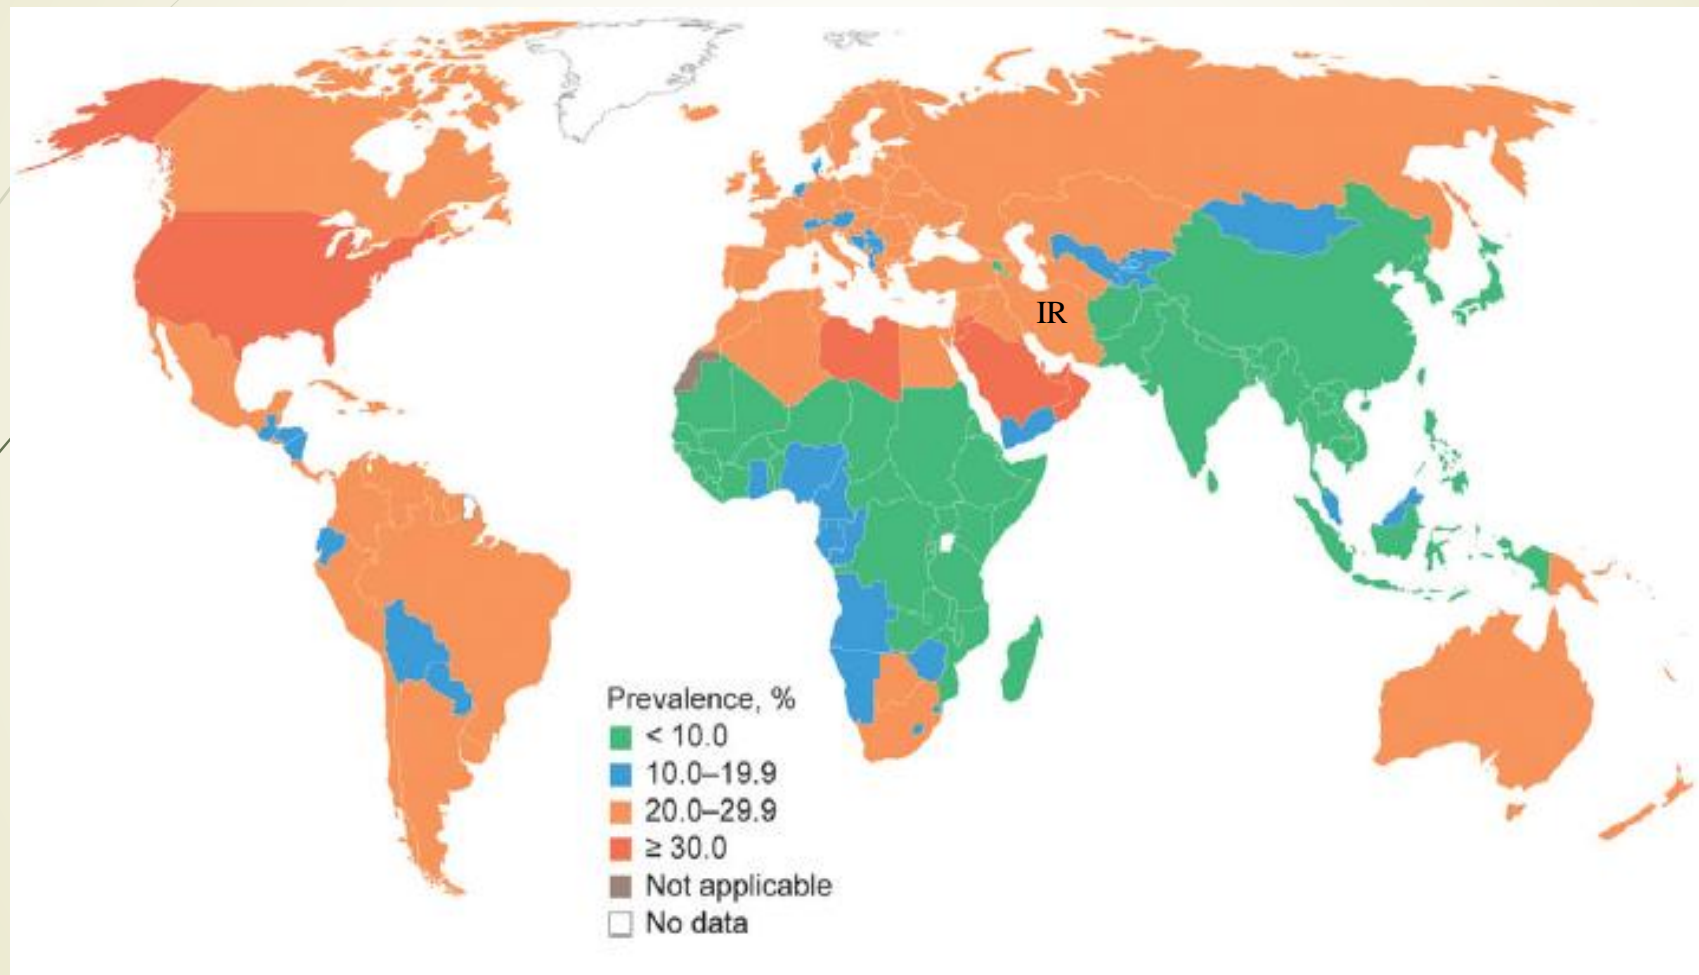 IR
Prevalence, %
< 10.0
10.0–19.9
20.0–29.9
≥ 30.0
Not applicable
No data